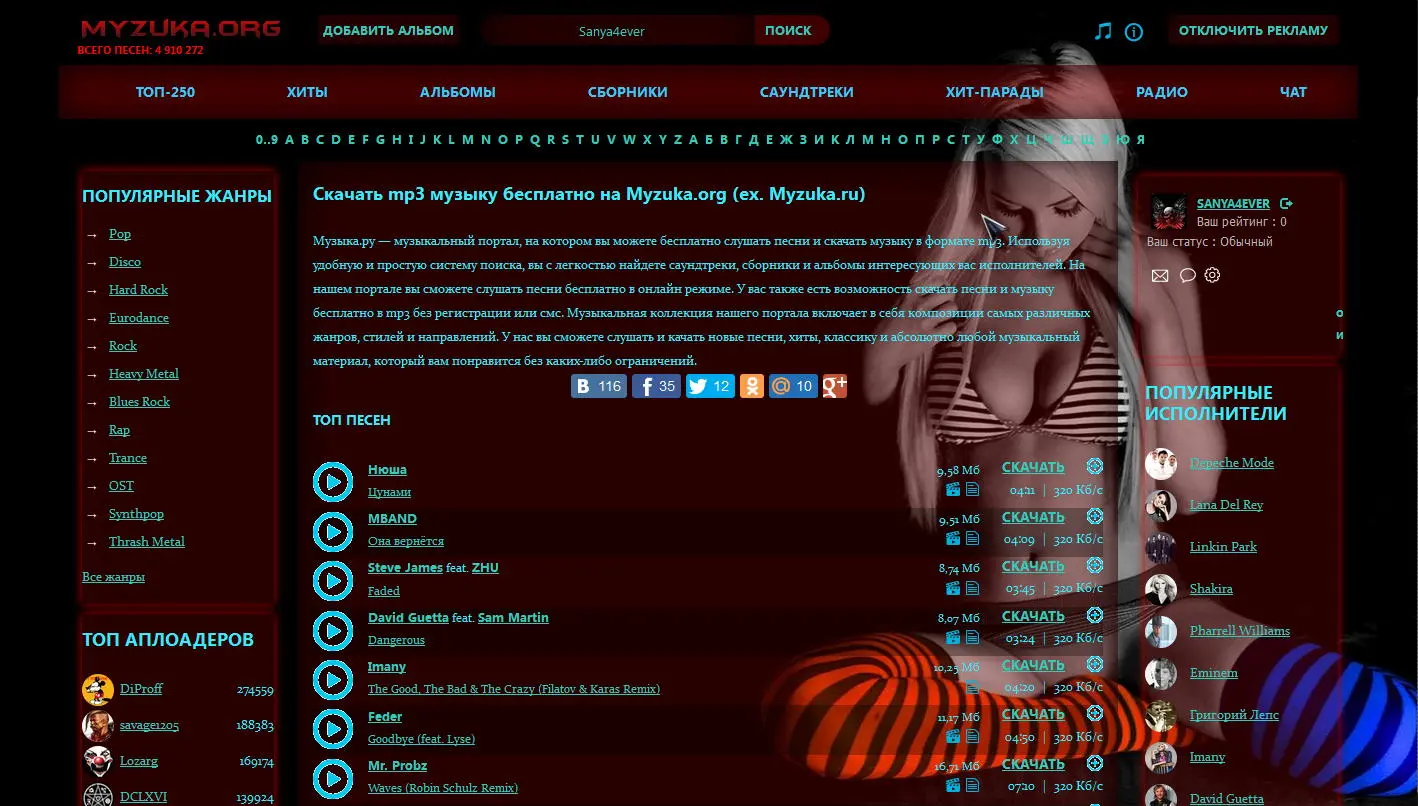 MYZUKA.ORG
ВСЕГО ПЕСЕН: 4 910 272
ДОБАВИТЬ АЛЬБОМ
Sanya4ever
ПОИСК
ОТКЛЮЧИТЬ РЕКЛАМУ
ТОП-250 ХИТЫ АЛЬБОМЫ СБОРНИКИ САУНДТРЕКИ ХИТ-ПАРАДЫ РАДИО ЧАТ
0..9 A B C D E F G H I J K L M N O P Q R S T U V W X Y Z А Б В Г Д Е Ж З И К Л М Н О П Р С Т У Ф Х Ц Ч Ш Щ Э Ю Я
ПОПУЛЯРНЫЕ ЖАНРЫ
→ Pop
→ Disco
→ Hard Rock
→ Eurodance
→ Rock
→ Heavy Metal
→ Blues Rock
→ Rap
→ Trance
→ OST
→ Synthpop
→ Thrash Metal
Все жанры
ТОП АПЛОАДЕРОВ
DiProff 274559
savage1205 188383
Lozarg 169174
DCLXVI 139924
Скачать mp3 музыку бесплатно на Myzuka.org (ex. Myzuka.ru)
Музыка.ру — музыкальный портал, на котором вы можете бесплатно слушать песни и скачать музыку в формате mp3. Используя
удобную и простую систему поиска, вы с легкостью найдете саундтреки, сборники и альбомы интересующих вас исполнителей. На
нашем портале вы сможете слушать песни бесплатно в онлайн режиме. У вас также есть возможность скачать песни и музыку
бесплатно в mp3 без регистрации или смс. Музыкальная коллекция нашего портала включает в себя композиции самых различных
жанров, стилей и направлений. У нас вы сможете слушать и качать новые песни, хиты, классику и абсолютно любой музыкальный
материал, который вам понравится без каких-либо ограничений.
116 35 12 10
ТОП ПЕСЕН
Нюша 9,58 Мб СКАЧАТЬ
Цунами 04:11 | 320 Кб/с
MBAND 9,51 Мб СКАЧАТЬ
Она вернётся 04:09 | 320 Кб/с
Steve James feat. ZHU 8,74 Мб СКАЧАТЬ
Faded 03:45 | 320 Кб/с
David Guetta feat. Sam Martin 8,07 Мб СКАЧАТЬ
Dangerous 03:24 | 320 Кб/с
Imany 10,25 Мб СКАЧАТЬ
The Good, The Bad & The Crazy (Filatov & Karas Remix) 04:20 | 320 Кб/с
Feder 11,17 Мб СКАЧАТЬ
Goodbye (feat. Lyse) 04:50 | 320 Кб/с
Mr. Probz 16,71 Мб СКАЧАТЬ
Waves (Robin Schulz Remix) 07:10 | 320 Кб/с
SANYA4EVER
Ваш рейтинг : 0
Ваш статус : Обычный
о
и
ПОПУЛЯРНЫЕ
ИСПОЛНИТЕЛИ
Depeche Mode
Lana Del Rey
Linkin Park
Shakira
Pharrell Williams
Eminem
Григорий Лепс
Imany
David Guetta